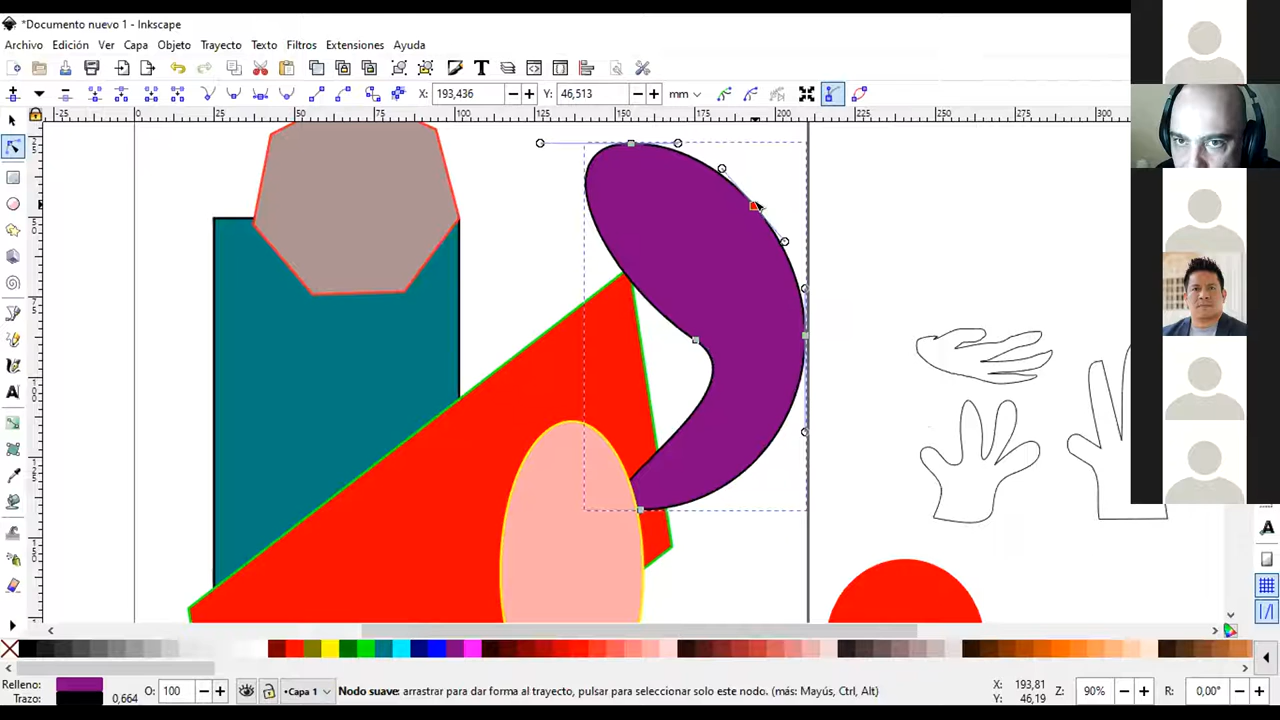 *Documento nuevo 1 - Inkscape
Archivo Edición Ver Capa Objeto Trayecto Texto Filtros Extensiones Ayuda
X: 193,436 Y: 46,513 mm
-25 0 25 50 75 100 125 150 175 200 225 250 275 300
Relleno: O: 100 Capa 1 Nodo suave: arrastrar para dar forma al trayecto, pulsar para seleccionar solo este nodo. (más: Mayús, Ctrl, Alt) X: 193,81 Z: 90% R: 0,00°
Trazo: 0,664 Y: 46,19